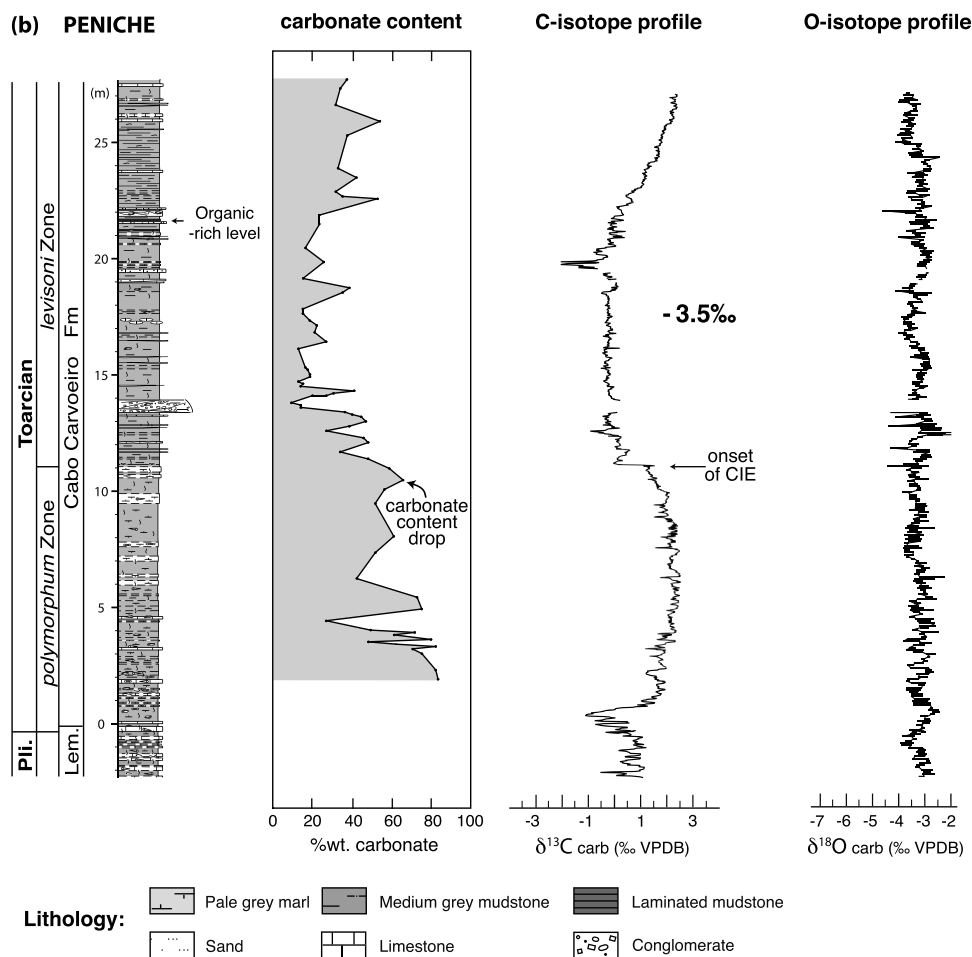 (b) PENICHE
carbonate content
C-isotope profile
O-isotope profile
Toarcian
Pli.
levisoni Zone
polymorphum Zone
Cabo Carvoeiro Fm
Lem.
(m)
25
20
15
10
5
0
Organic
-rich level
carbonate
content
drop
0 20 40 60 80 100
%wt. carbonate
- 3.5‰
onset
of CIE
-3 -1 1 3
δ¹³C carb (‰ VPDB)
-7 -6 -5 -4 -3 -2
δ¹⁸O carb (‰ VPDB)
Lithology:
Pale grey marl
Medium grey mudstone
Laminated mudstone
Sand
Limestone
Conglomerate